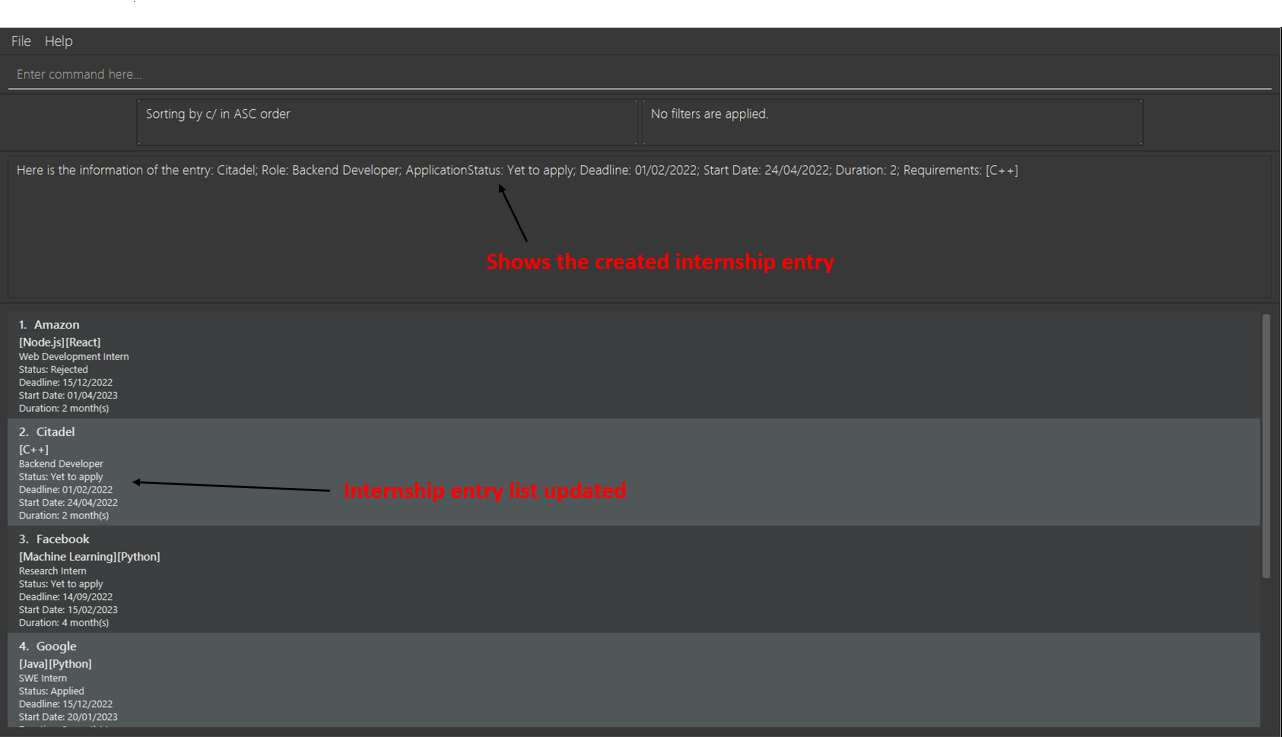 File Help
Enter command here...
Sorting by c/ in ASC order
No filters are applied.
Here is the information of the entry: Citadel; Role: Backend Developer; ApplicationStatus: Yet to apply; Deadline: 01/02/2022; Start Date: 24/04/2022; Duration: 2; Requirements: [C++]
Shows the created internship entry
1. Amazon
[Node.js][React]
Web Development Intern
Status: Rejected
Deadline: 15/12/2022
Start Date: 01/04/2023
Duration: 2 month(s)
2. Citadel
[C++]
Backend Developer
Status: Yet to apply
Deadline: 01/02/2022
Start Date: 24/04/2022
Duration: 2 month(s)
Internship entry list updated
3. Facebook
[Machine Learning][Python]
Research Intern
Status: Yet to apply
Deadline: 14/09/2022
Start Date: 15/02/2023
Duration: 4 month(s)
4. Google
[Java][Python]
SWE Intern
Status: Applied
Deadline: 15/12/2022
Start Date: 20/01/2023